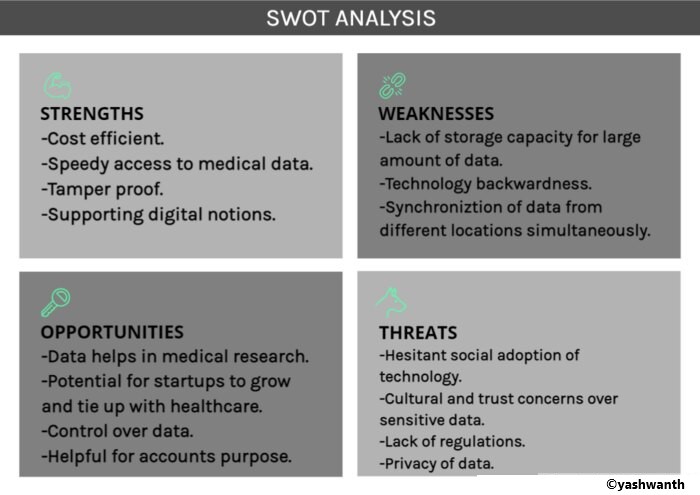 SWOT ANALYSIS
STRENGTHS
-Cost efficient.
-Speedy access to medical data.
-Tamper proof.
-Supporting digital notions.
WEAKNESSES
-Lack of storage capacity for large
amount of data.
-Technology backwardness.
-Synchroniztion of data from
different locations simultaneously.
OPPORTUNITIES
-Data helps in medical research.
-Potential for startups to grow
and tie up with healthcare.
-Control over data.
-Helpful for accounts purpose.
THREATS
-Hesitant social adoption of
technology.
-Cultural and trust concerns over
sensitive data.
-Lack of regulations.
-Privacy of data.
©yashwanth